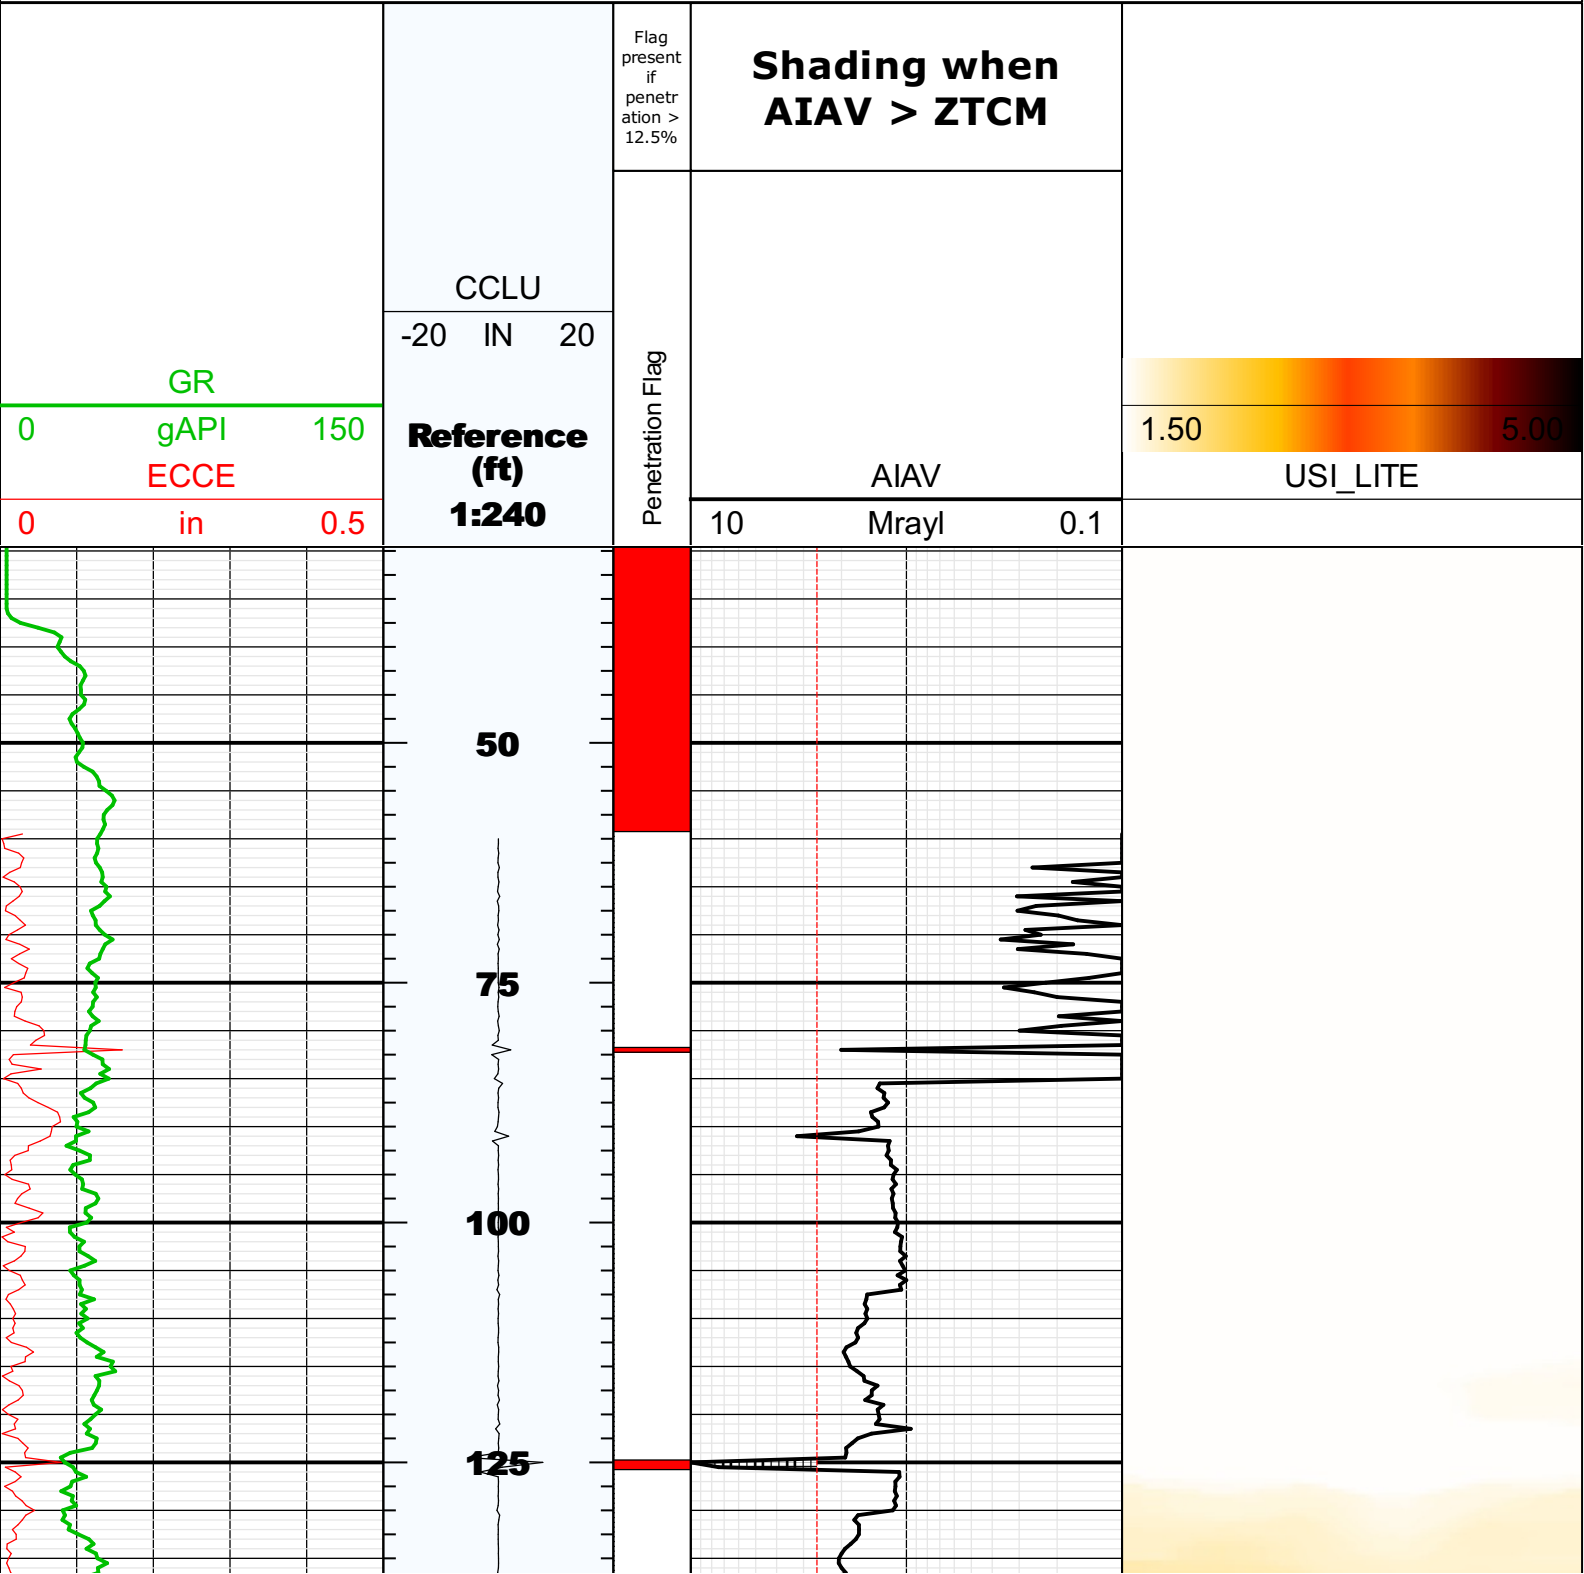 Flag
present
if
penetr
ation >
12.5%
Shading when
AIAV > ZTCM
CCLU
-20 IN 20
GR
0 gAPI 150
ECCE
0 in 0.5
Reference
(ft)
1:240
Penetration Flag
AIAV
10 Mrayl 0.1
1.50 5.00
USI_LITE
50
75
100
125